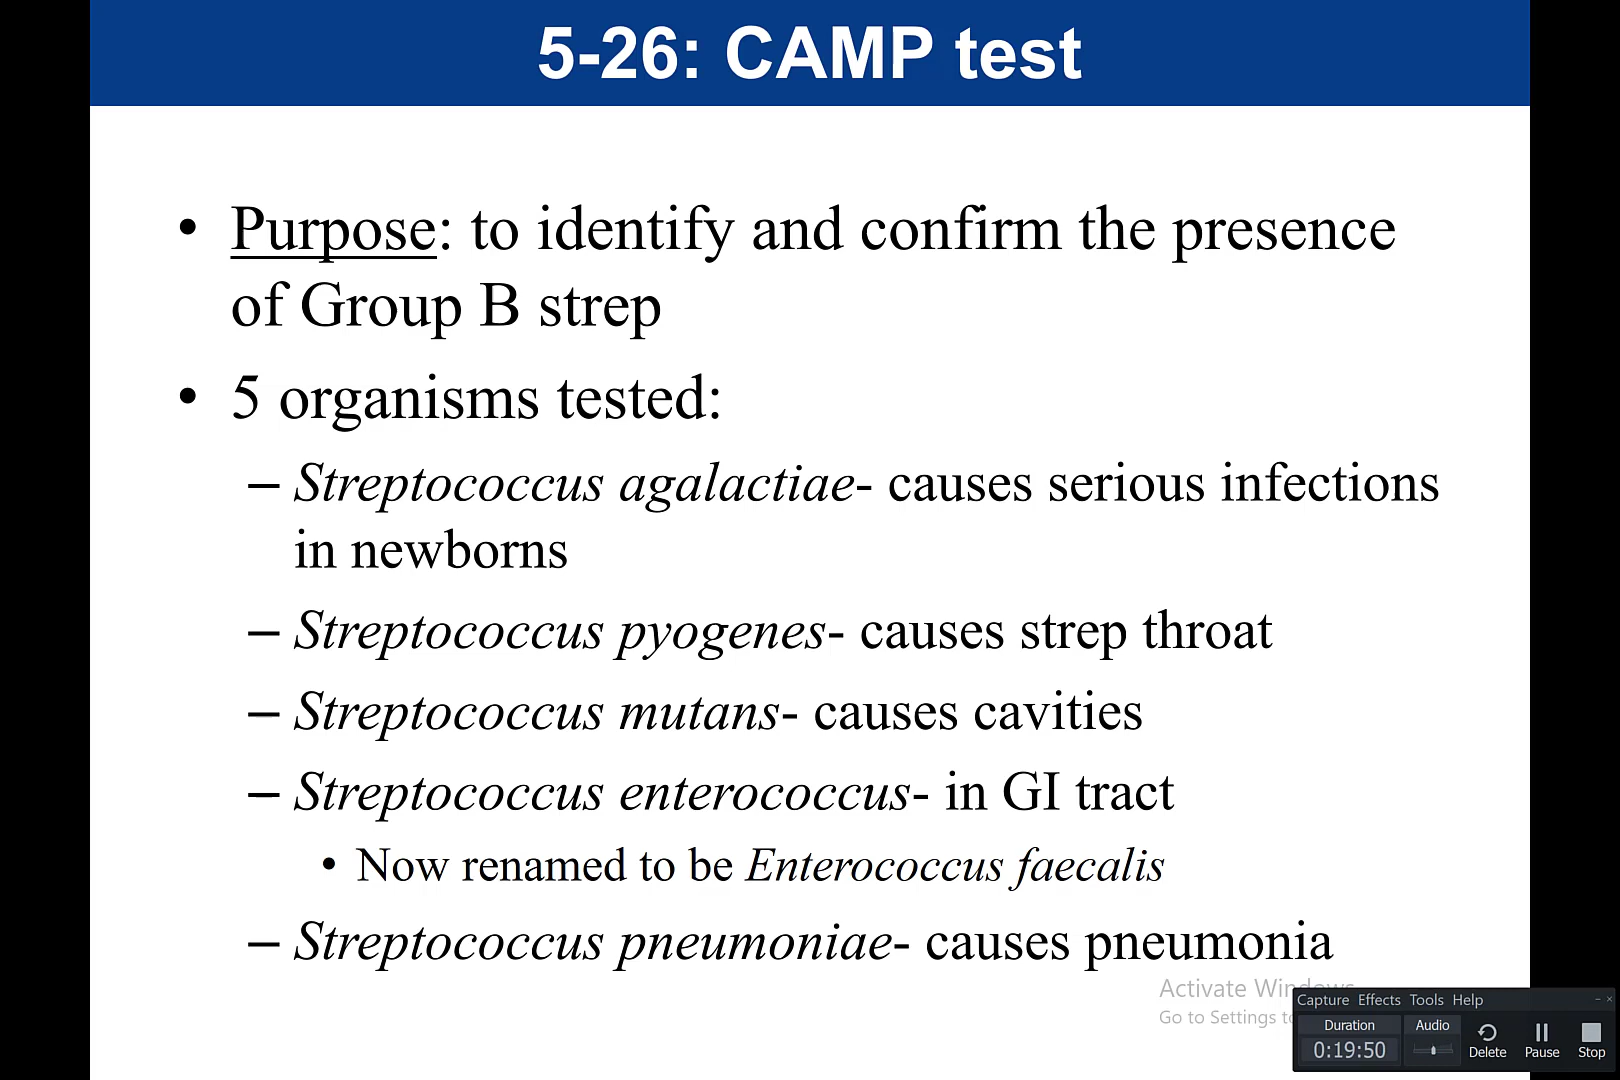 5-26: CAMP test
• Purpose: to identify and confirm the presence
of Group B strep
• 5 organisms tested:
– Streptococcus agalactiae- causes serious infections
in newborns
– Streptococcus pyogenes- causes strep throat
– Streptococcus mutans- causes cavities
– Streptococcus enterococcus- in GI tract
• Now renamed to be Enterococcus faecalis
– Streptococcus pneumoniae- causes pneumonia
Activate Windows
Go to Settings to
Capture Effects Tools Help
Duration Audio
0:19:50 Delete Pause Stop